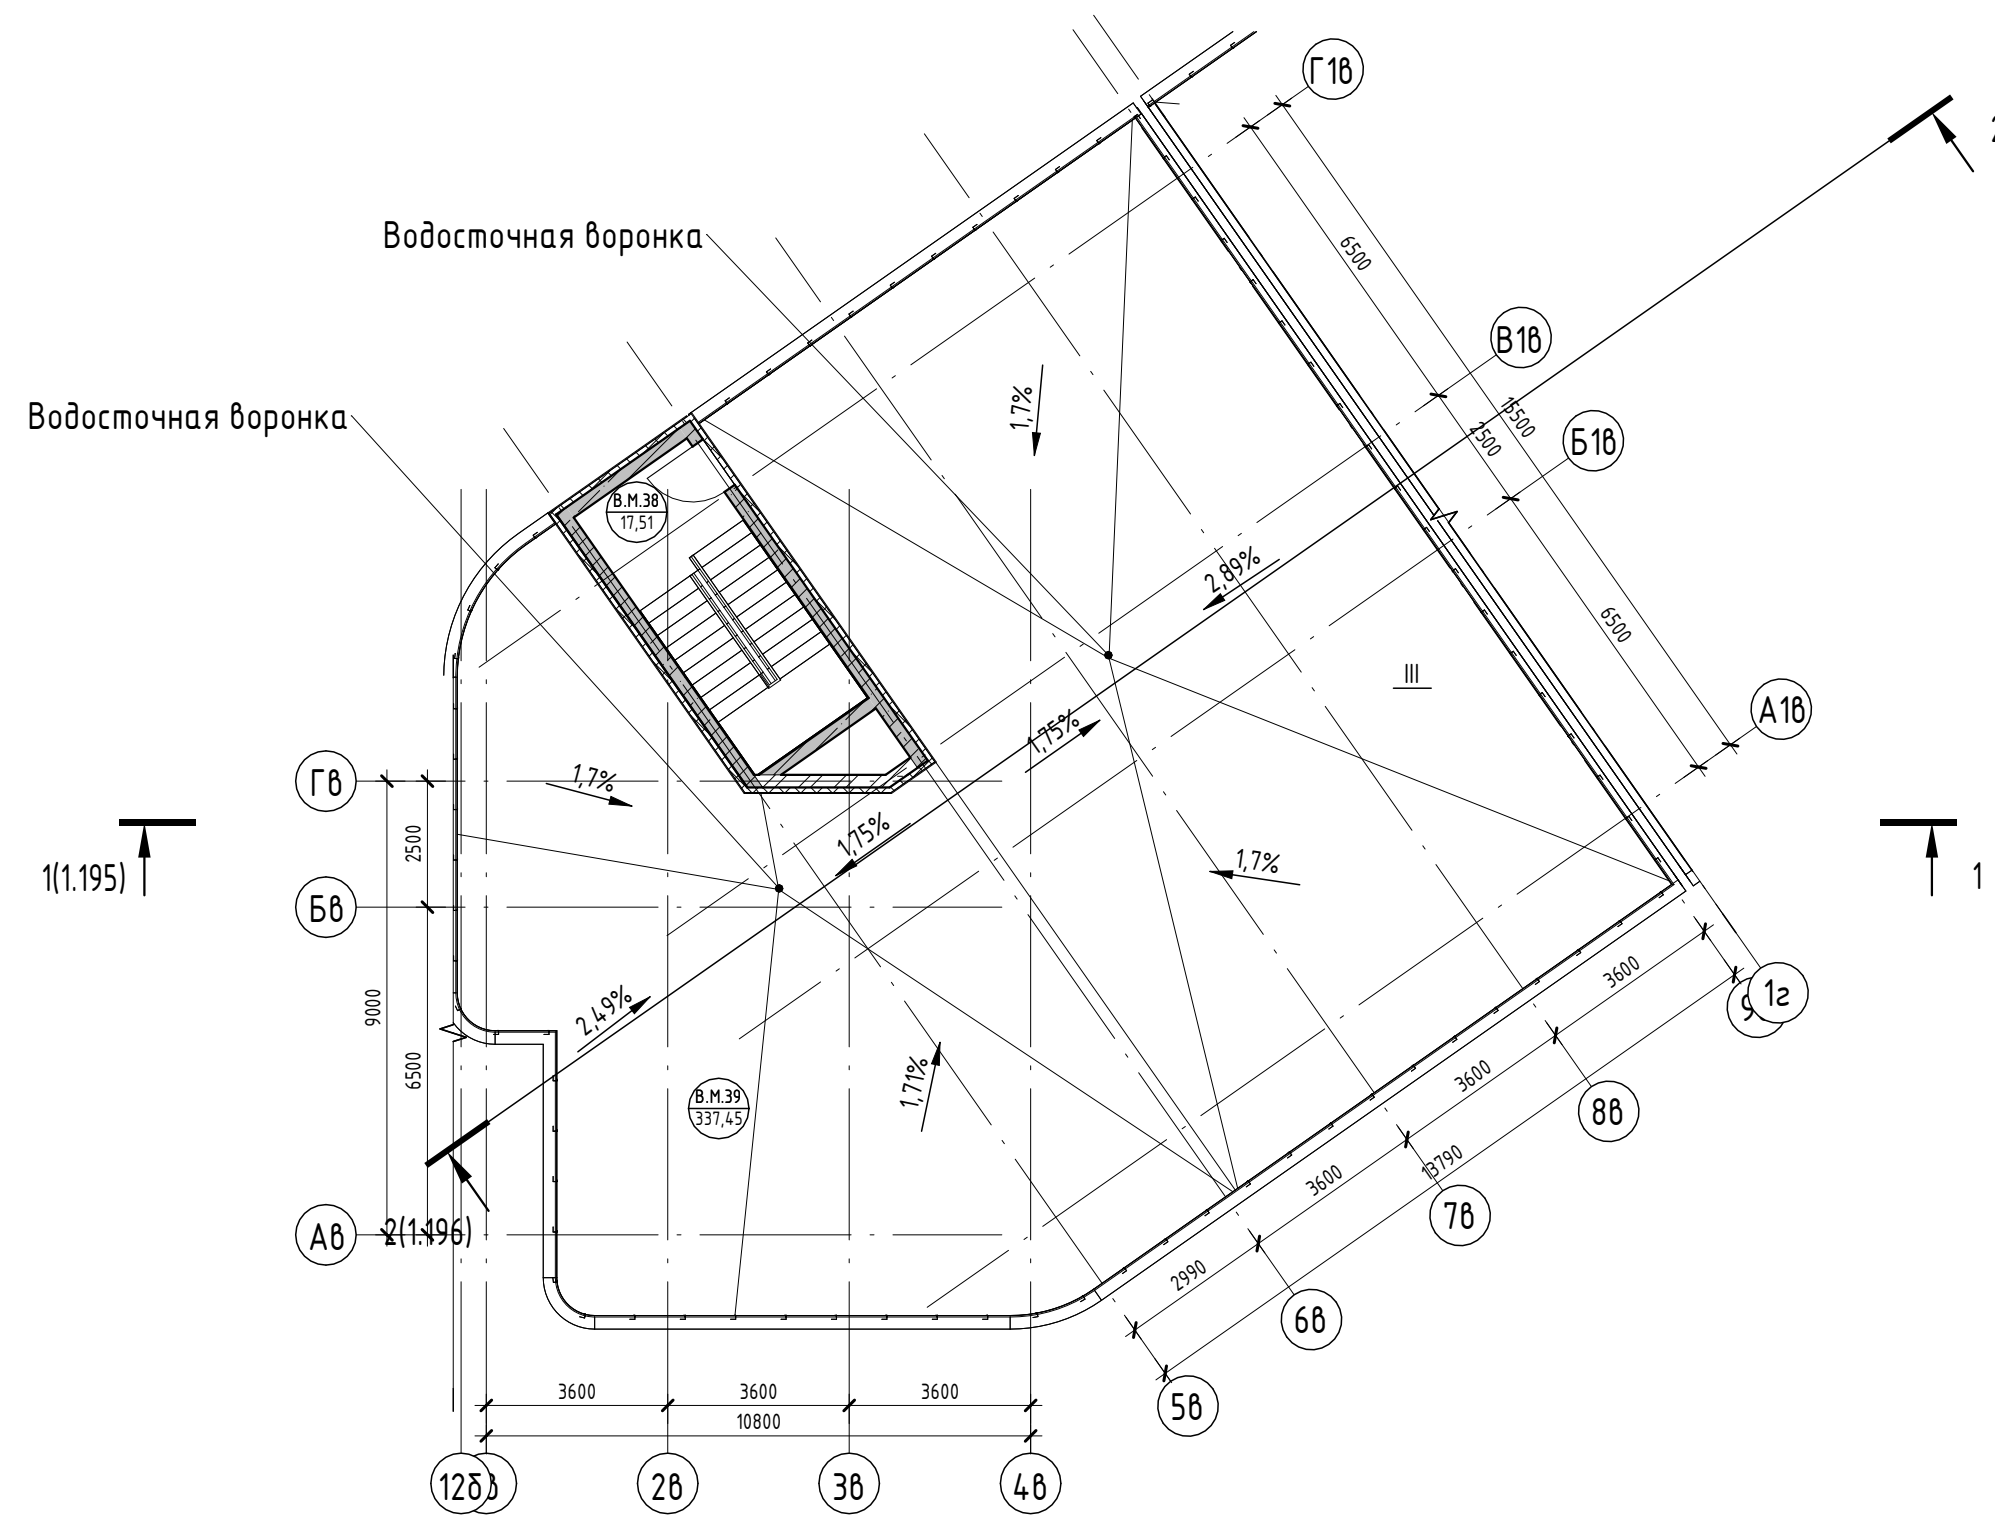 Г1в
6500
Водосточная воронка
В1в
15500
2500
Б1в
1,7%
Водосточная воронка
В.М.38
17,51
2,89%
6500
III
А1в
1,75%
Гв
1,7%
2500
1,75%
1,7%
1(1.195)
1
Бв
9000
2,49%
3600
1г
6500
1,71%
3600
8в
В.М.39
337,45
13790
3600
7в
Ав
2(1.196)
2990
6в
3600
3600
3600
5в
10800
12б
2в
3в
4в